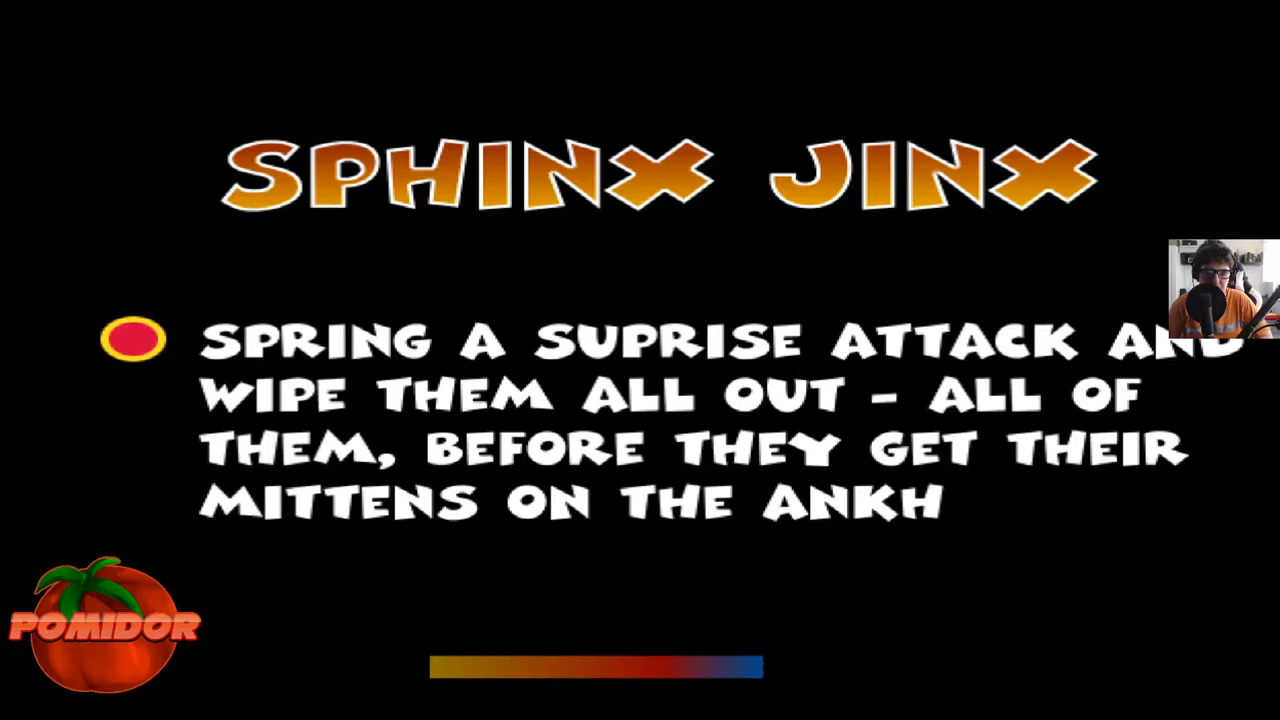 SPHINX JINX
SPRING A SUPRISE ATTACK AND
WIPE THEM ALL OUT - ALL OF
THEM, BEFORE THEY GET THEIR
MITTENS ON THE ANKH
POMIDOR